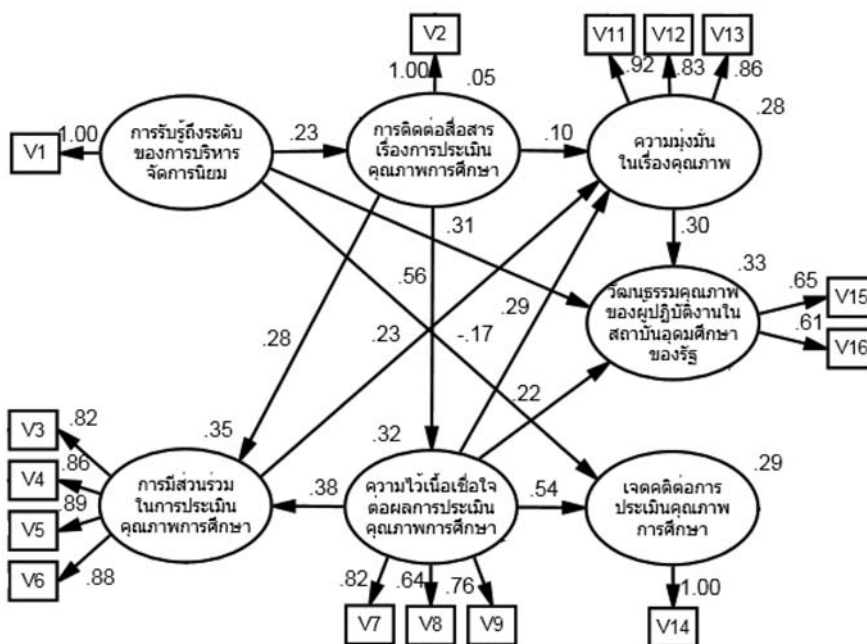 V2
V11
V12
V13
1.00
.05
.92
.83
.86
.28
1.00
V1
การรับรู้ถึงระดับ
ของการบริหาร
จัดการนิยม
.23
การติดต่อสื่อสาร
เรื่องการประเมิน
คุณภาพการศึกษา
.10
ความมุ่งมั่น
ในเรื่องคุณภาพ
.31
.30
.56
.33
.65
V15
วัฒนธรรมคุณภาพ
ของผู้ปฏิบัติงานใน
สถาบันอุดมศึกษา
ของรัฐ
.61
V16
.28
.23
.29
-.17
.22
V3
.82
.35
.32
.29
V4
.86
V5
.89
V6
.88
การมีส่วนร่วม
ในการประเมิน
คุณภาพการศึกษา
.38
ความไว้เนื้อเชื่อใจ
ต่อผลการประเมิน
คุณภาพการศึกษา
.54
เจตคติต่อการ
ประเมินคุณภาพ
การศึกษา
.82
.64
.76
1.00
V7
V8
V9
V14